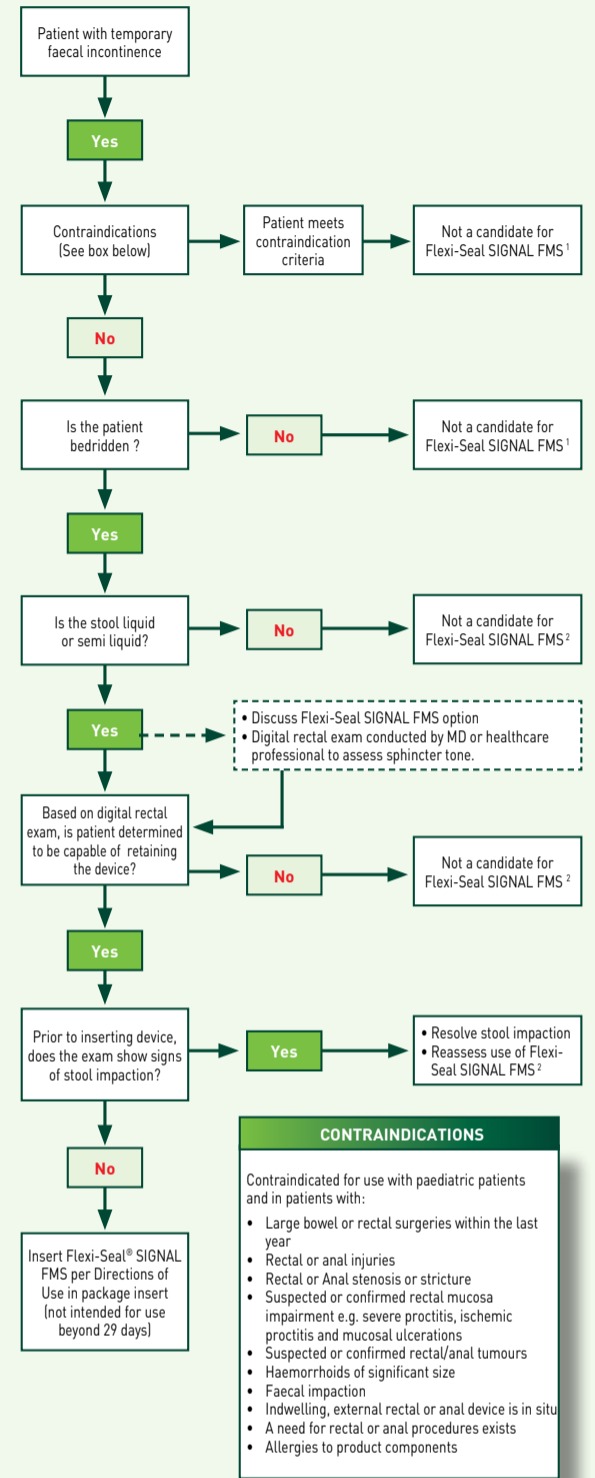 Patient with temporary
faecal incontinence
Yes
Contraindications
(See box below)
Patient meets
contraindication
criteria
Not a candidate for
Flexi-Seal SIGNAL FMS 1
No
Is the patient
bedridden ?
No
Not a candidate for
Flexi-Seal SIGNAL FMS 1
Yes
Is the stool liquid
or semi liquid?
No
Not a candidate for
Flexi-Seal SIGNAL FMS 2
Yes
• Discuss Flexi-Seal SIGNAL FMS option
• Digital rectal exam conducted by MD or healthcare
professional to assess sphincter tone.
Based on digital rectal
exam, is patient determined
to be capable of retaining
the device?
No
Not a candidate for
Flexi-Seal SIGNAL FMS 2
Yes
Prior to inserting device,
does the exam show signs
of stool impaction?
Yes
• Resolve stool impaction
• Reassess use of Flexi-
Seal SIGNAL FMS 2
No
Insert Flexi-Seal® SIGNAL
FMS per Directions of
Use in package insert
(not intended for use
beyond 29 days)
CONTRAINDICATIONS
Contraindicated for use with paediatric patients
and in patients with:
• Large bowel or rectal surgeries within the last
year
• Rectal or anal injuries
• Rectal or Anal stenosis or stricture
• Suspected or confirmed rectal mucosa
impairment e.g. severe proctitis, ischemic
proctitis and mucosal ulcerations
• Suspected or confirmed rectal/anal tumours
• Haemorrhoids of significant size
• Faecal impaction
• Indwelling, external rectal or anal device is in situ
• A need for rectal or anal procedures exists
• Allergies to product components